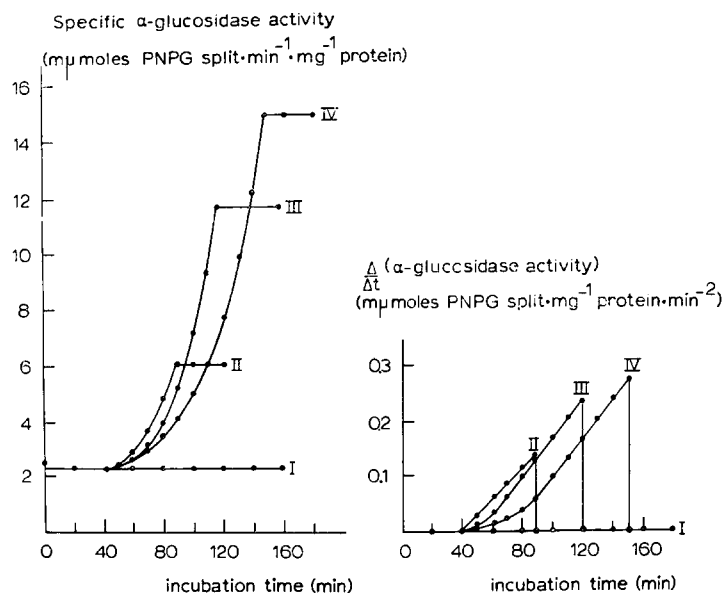 Specific α-glucosidase activity
(mμ moles PNPG split·min⁻¹·mg⁻¹ protein)
16
14
12
10
8
6
4
2
IV
III
II
I
0 40 80 120 160
incubation time (min)
Δ/Δt (α-glucosidase activity)
(mμmoles PNPG split·mg⁻¹ protein·min⁻²)
0,3
0,2
0,1
IV
III
II
I
0 40 80 120 160
incubation time (min)